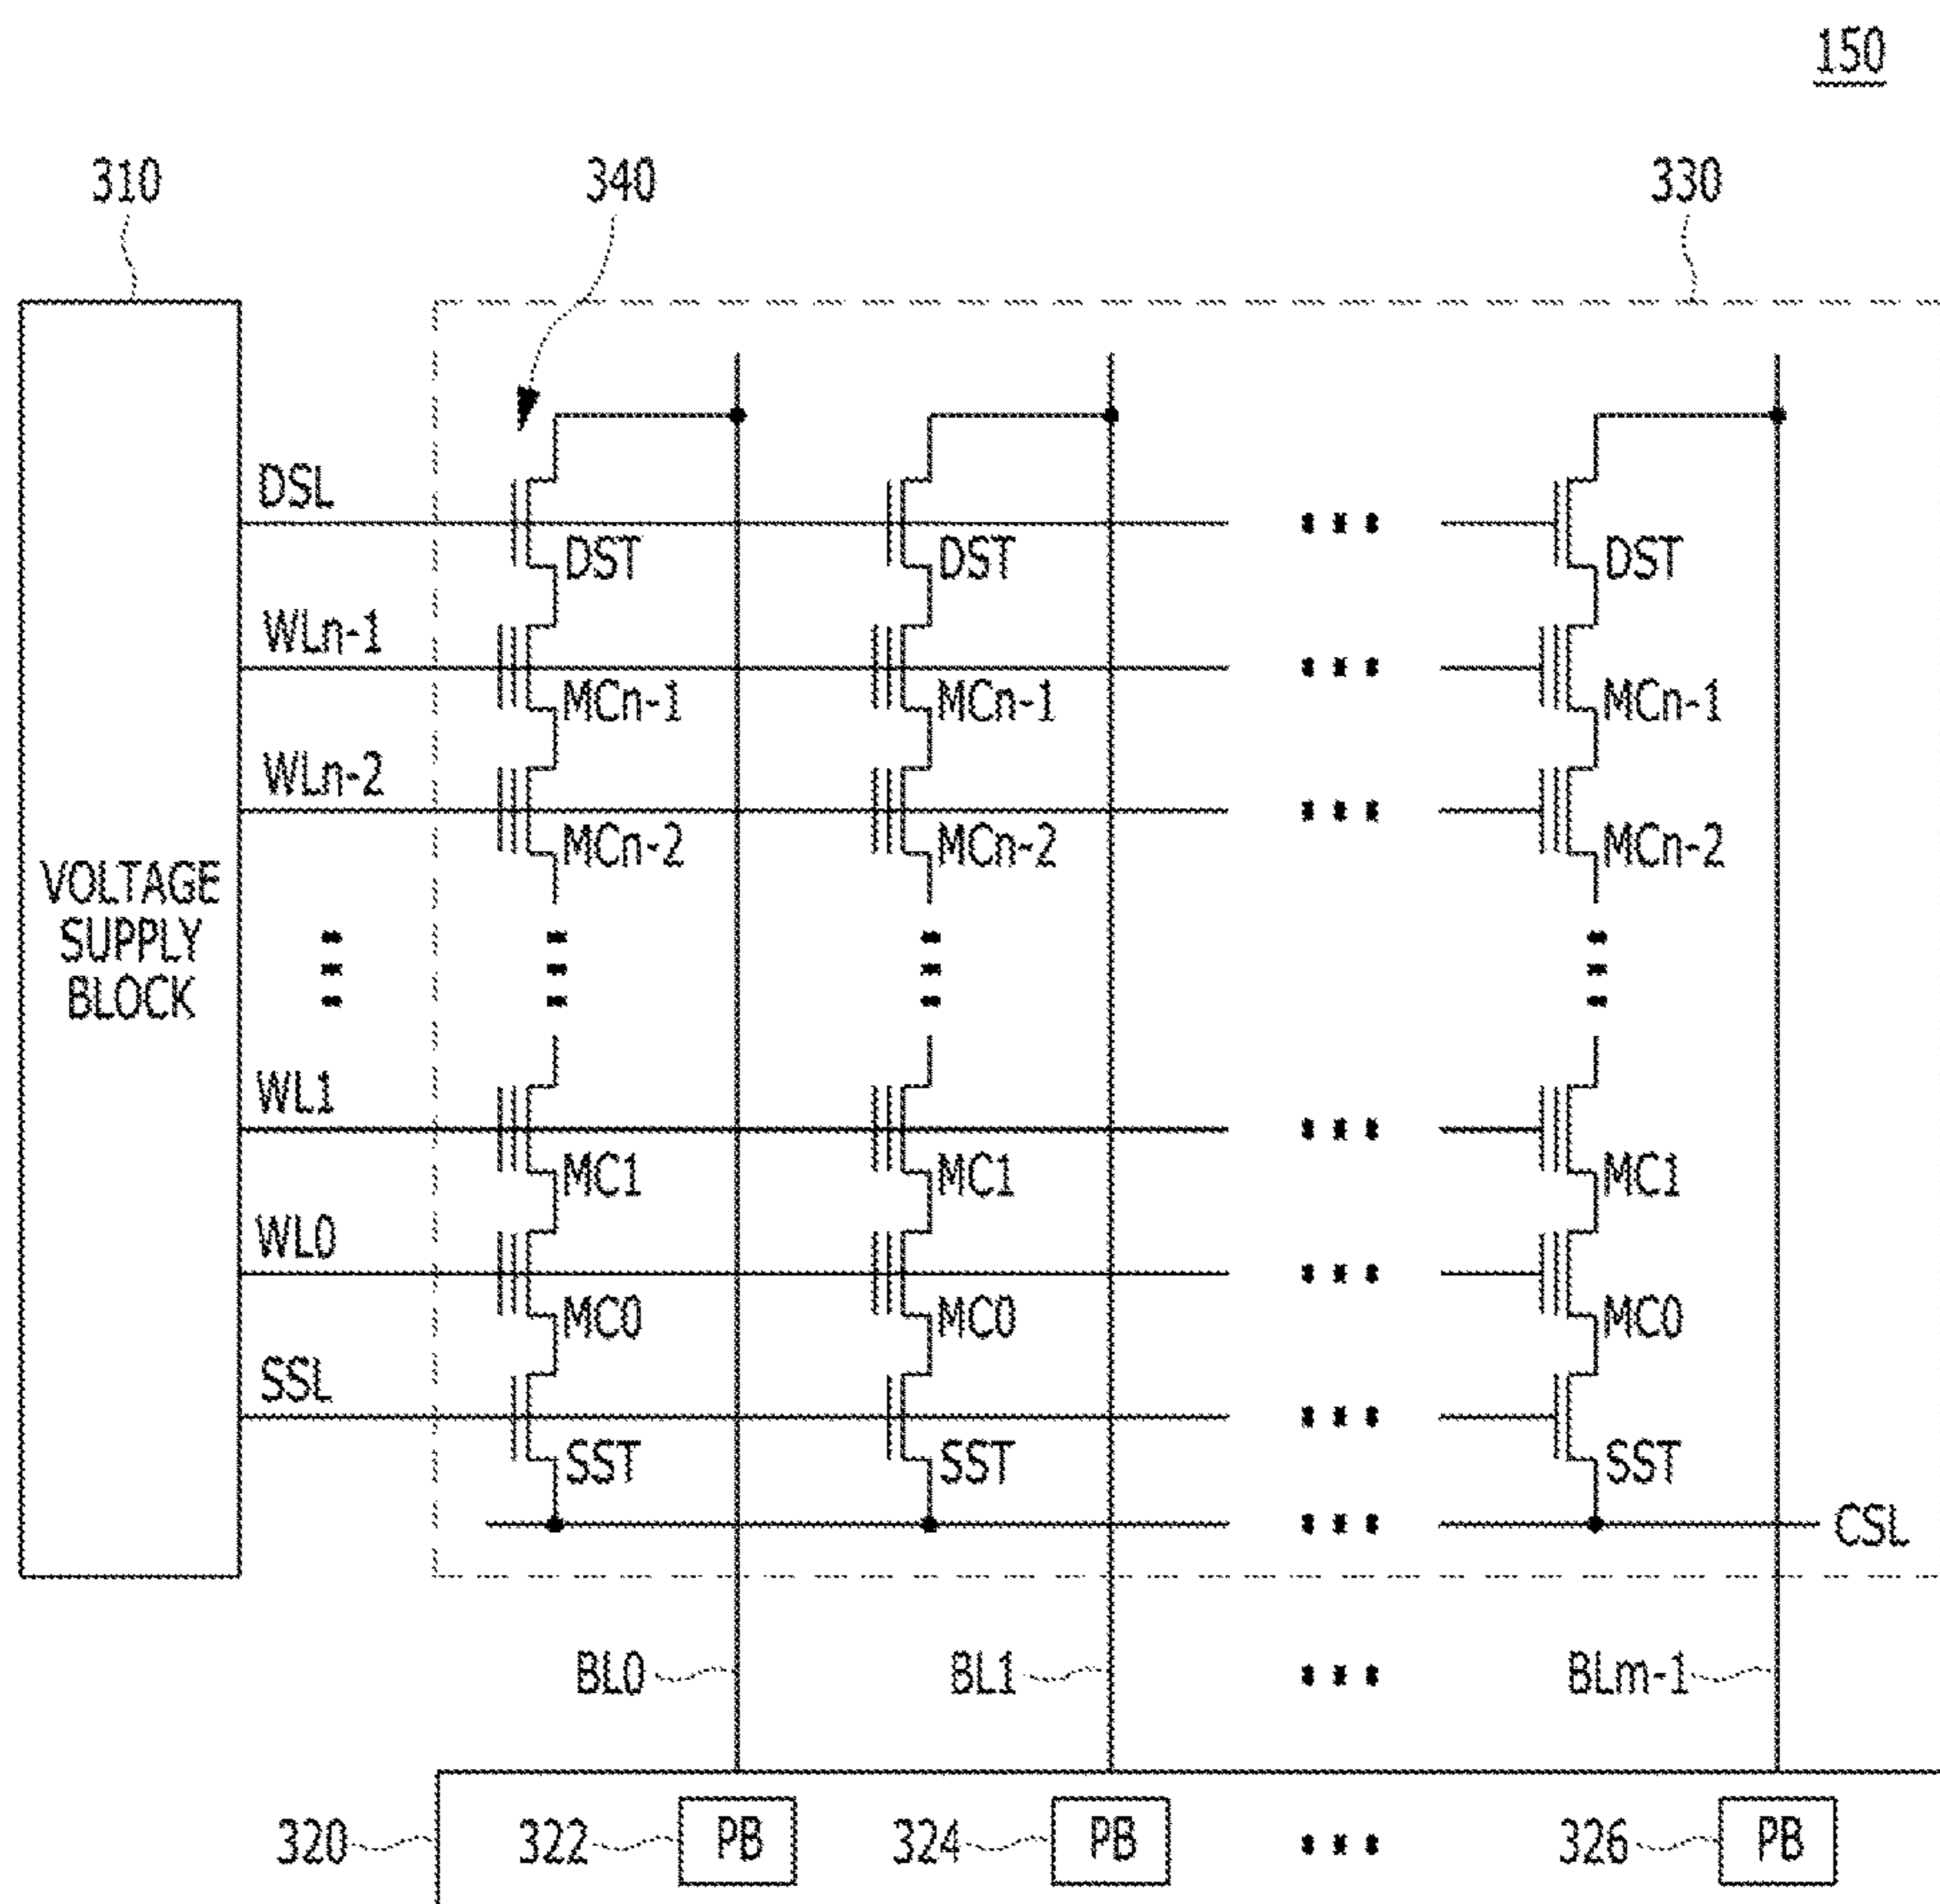 150
310 340 330
DSL
DST DST DST
WLn-1
MCn-1 MCn-1 MCn-1
WLn-2
MCn-2 MCn-2 MCn-2
VOLTAGE
SUPPLY
BLOCK
WL1
MC1 MC1 MC1
WL0
MC0 MC0 MC0
SSL
SST SST SST
CSL
BL0 BL1 BLm-1
320 322 PB 324 PB 326 PB